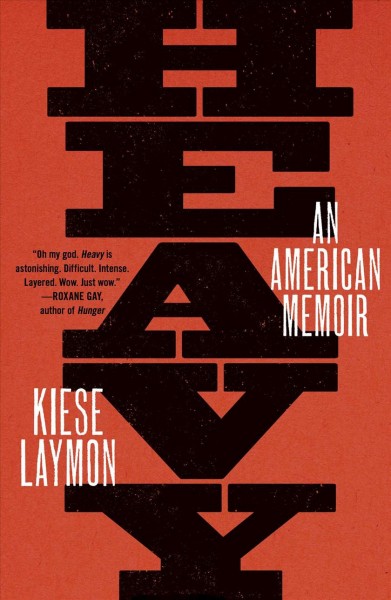 HEAVY
AN
AMERICAN
MEMOIR
"Oh my god. Heavy is
astonishing. Difficult. Intense.
Layered. Wow. Just wow."
—ROXANE GAY,
author of Hunger
KIESE
LAYMON